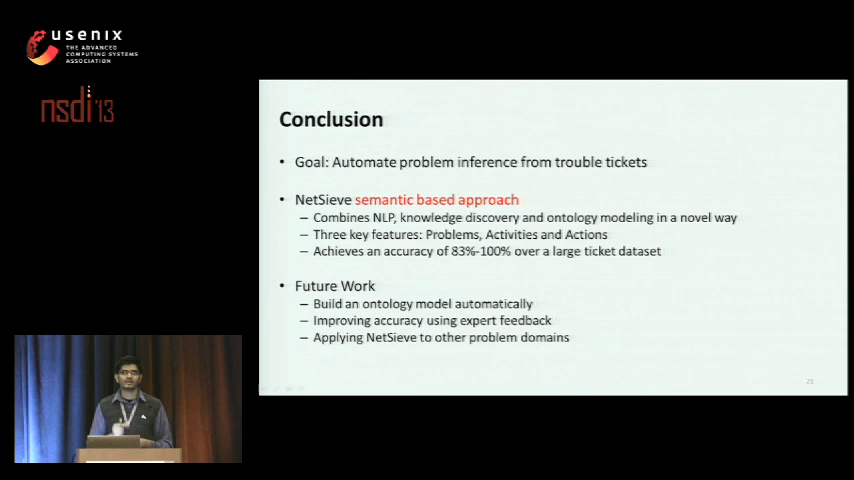 usenix
THE ADVANCED
COMPUTING SYSTEMS
ASSOCIATION
nsdi '13
Conclusion
• Goal: Automate problem inference from trouble tickets
• NetSieve semantic based approach
– Combines NLP, knowledge discovery and ontology modeling in a novel way
– Three key features: Problems, Activities and Actions
– Achieves an accuracy of 83%-100% over a large ticket dataset
• Future Work
– Build an ontology model automatically
– Improving accuracy using expert feedback
– Applying NetSieve to other problem domains